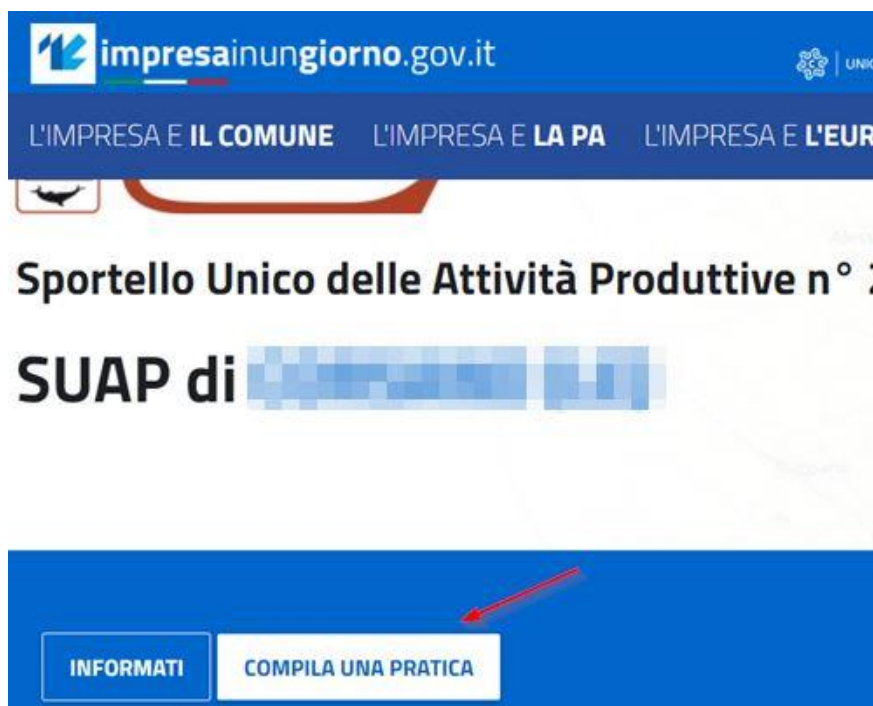 impresainungiorno.gov.it
L'IMPRESA E IL COMUNE L'IMPRESA E LA PA L'IMPRESA E
Sportello Unico delle Attività Produttive n°
SUAP di
INFORMATI COMPILA UNA PRATICA